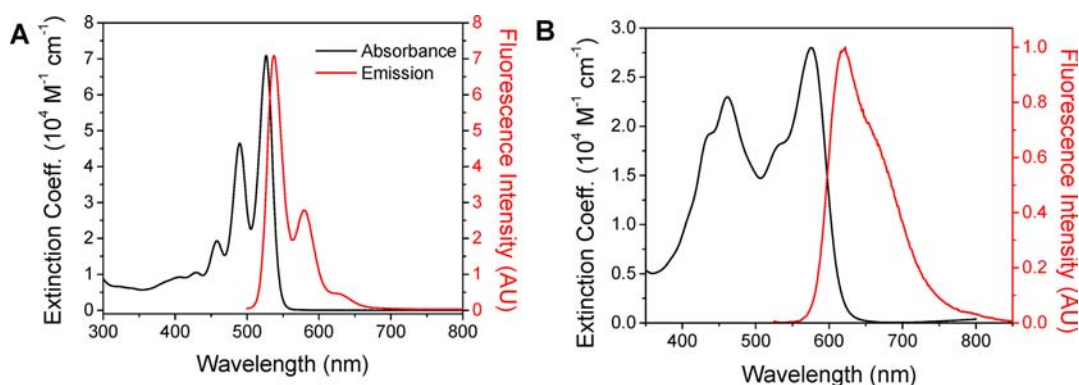 A
Extinction Coeff. (10⁴ M⁻¹ cm⁻¹)
8
7
6
5
4
3
2
1
0
300 400 500 600 700 800
Wavelength (nm)
Absorbance
Emission
8
7
6
5
4
3
2
1
0
Fluorescence Intensity (AU)
B
Extinction Coeff. (10⁴ M⁻¹ cm⁻¹)
3.0
2.5
2.0
1.5
1.0
0.5
0.0
400 500 600 700 800
Wavelength (nm)
1.0
0.8
0.6
0.4
0.2
0.0
Fluorescence Intensity (AU)